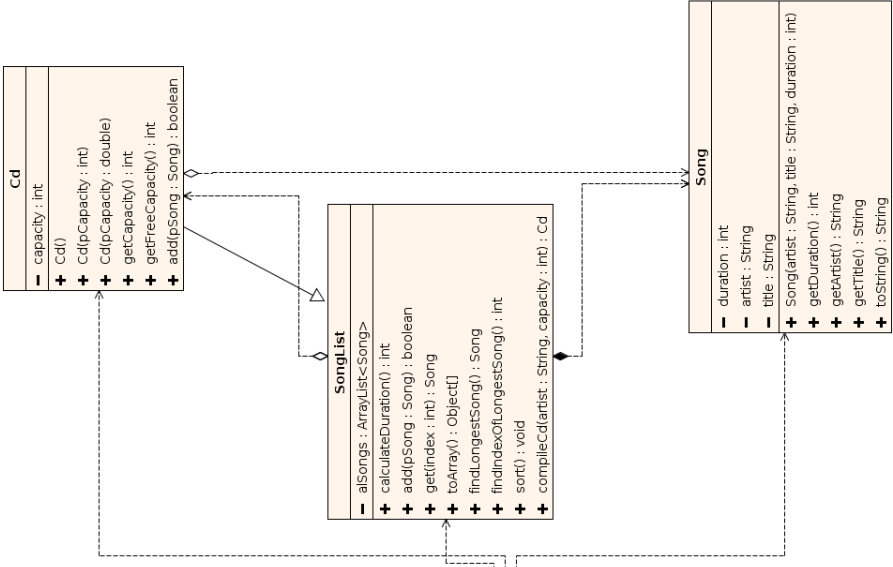 Cd
capacity : int
Cd()
Cd(pCapacity : int)
Cd(pCapacity : double)
getCapacity() : int
getFreeCapacity() : int
add(pSong : Song) : boolean
SongList
alSongs : ArrayList<Song>
calculateDuration() : int
add(pSong : Song) : boolean
get(index : int) : Song
toArray() : Object[]
findLongestSong() : Song
findIndexOfLongestSong() : int
sort() : void
compileCd(artist : String, capacity : int) : Cd
Song
duration : int
artist : String
title : String
Song(artist : String, title : String, duration : int)
getDuration() : int
getArtist() : String
getTitle() : String
toString() : String